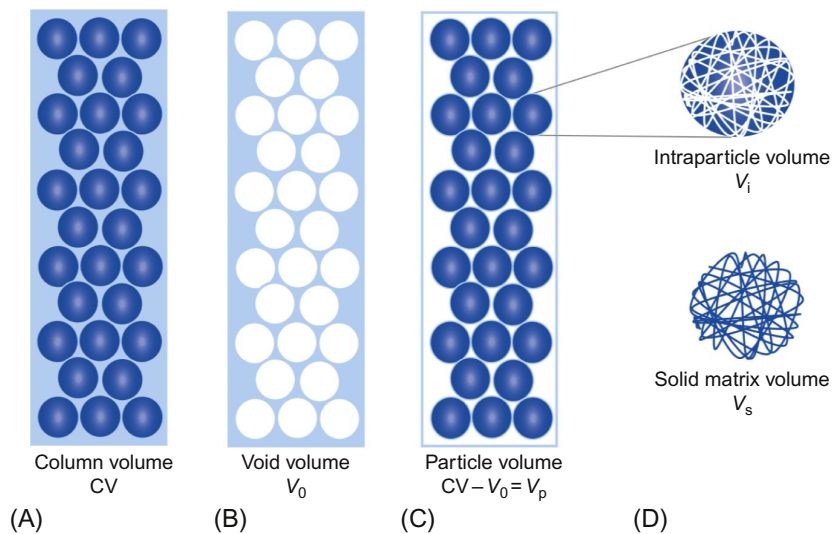 Intraparticle volume
Vi
Solid matrix volume
Vs
Column volume
CV
Void volume
V0
Particle volume
CV – V0 = Vp
(A)
(B)
(C)
(D)